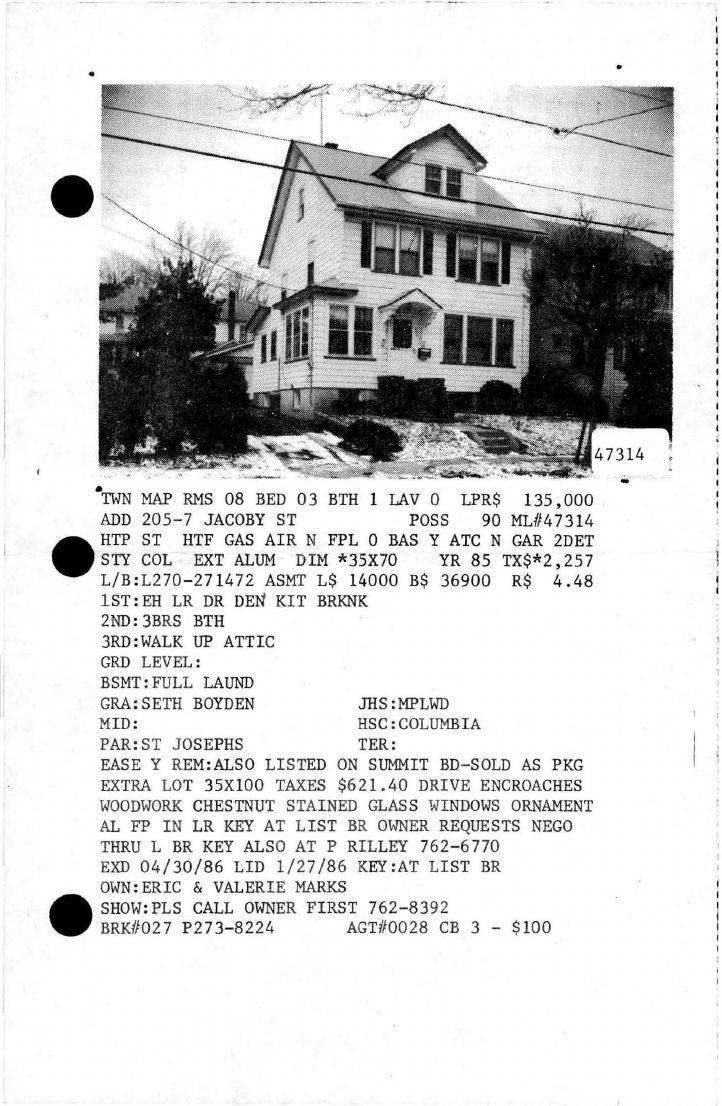 47314
TWN MAP RMS 08 BED 03 BTH 1 LAV 0 LPR$ 135,000
ADD 205-7 JACOBY ST POSS 90 ML#47314
HTP ST HTF GAS AIR N FPL 0 BAS Y ATC N GAR 2DET
STY COL EXT ALUM DIM *35X70 YR 85 TX$*2,257
L/B:L270-271472 ASMT L$ 14000 B$ 36900 R$ 4.48
1ST:EH LR DR DEN KIT BRKNK
2ND:3BRS BTH
3RD:WALK UP ATTIC
GRD LEVEL:
BSMT:FULL LAUND
GRA:SETH BOYDEN JHS:MPLWD
MID: HSC:COLUMBIA
PAR:ST JOSEPHS TER:
EASE Y REM:ALSO LISTED ON SUMMIT BD-SOLD AS PKG
EXTRA LOT 35X100 TAXES $621.40 DRIVE ENCROACHES
WOODWORK CHESTNUT STAINED GLASS WINDOWS ORNAMENT
AL FP IN LR KEY AT LIST BR OWNER REQUESTS NEGO
THRU L BR KEY ALSO AT P RILLEY 762-6770
EXD 04/30/86 LID 1/27/86 KEY:AT LIST BR
OWN:ERIC & VALERIE MARKS
SHOW:PLS CALL OWNER FIRST 762-8392
BRK#027 P273-8224 AGT#0028 CB 3 - $100